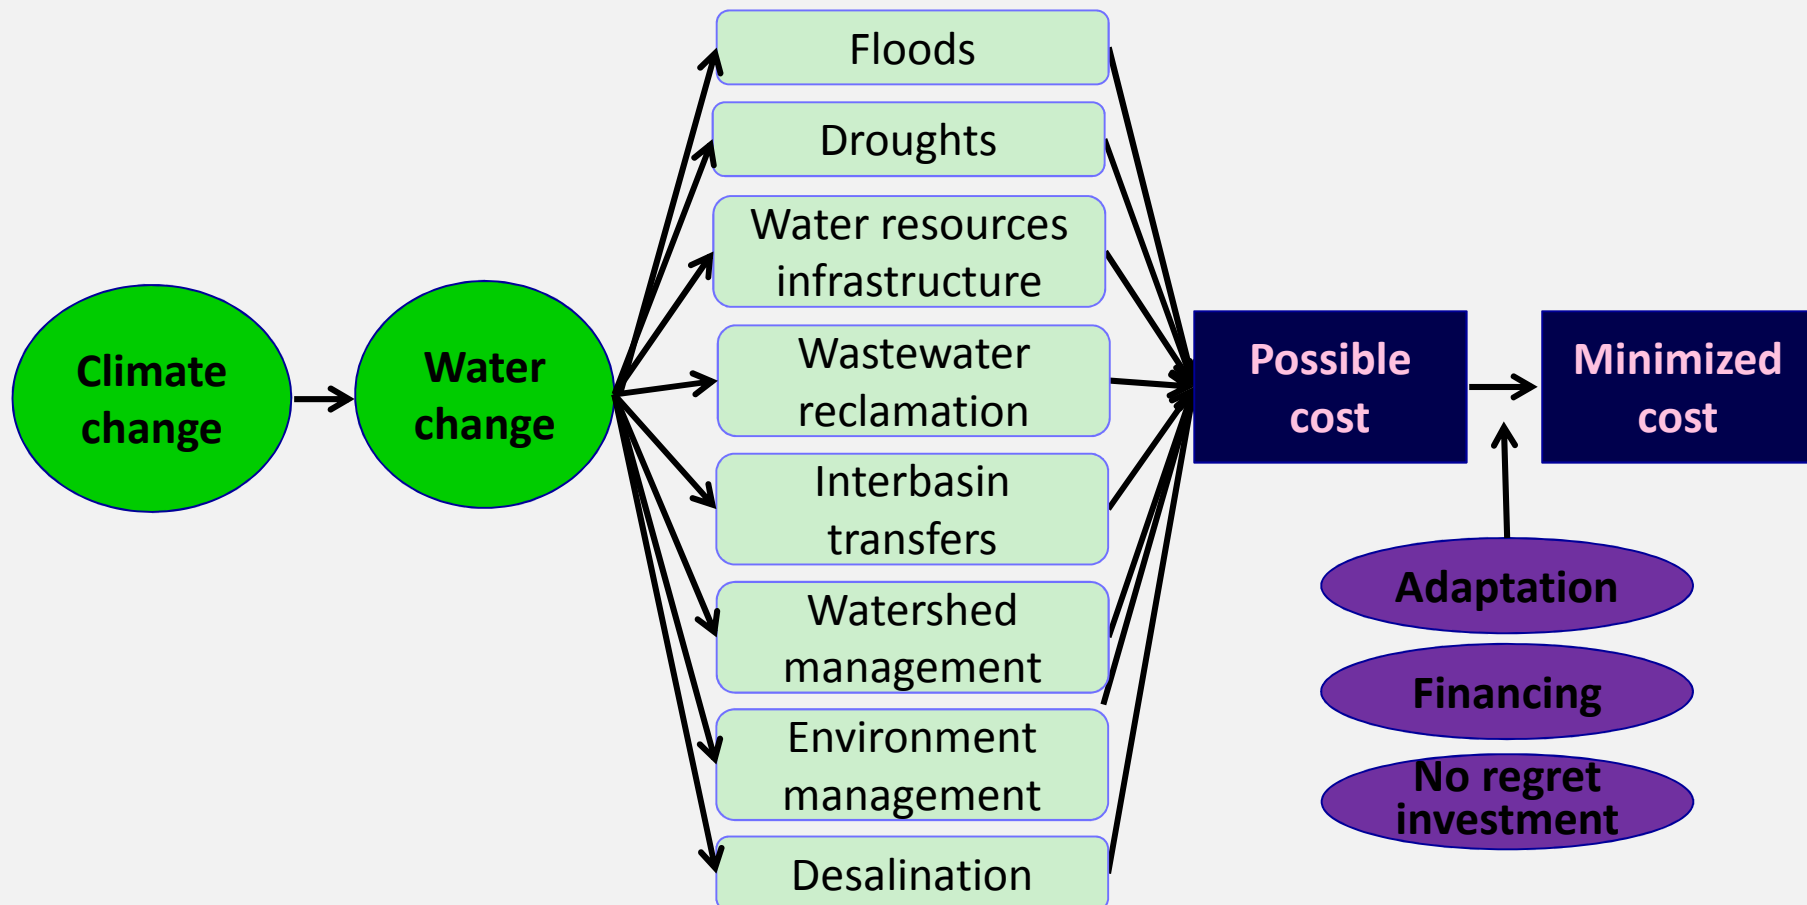 Climate
change
Water
change
Floods
Droughts
Water resources
infrastructure
Wastewater
reclamation
Interbasin
transfers
Watershed
management
Environment
management
Desalination
Possible
cost
Minimized
cost
Adaptation
Financing
No regret
investment